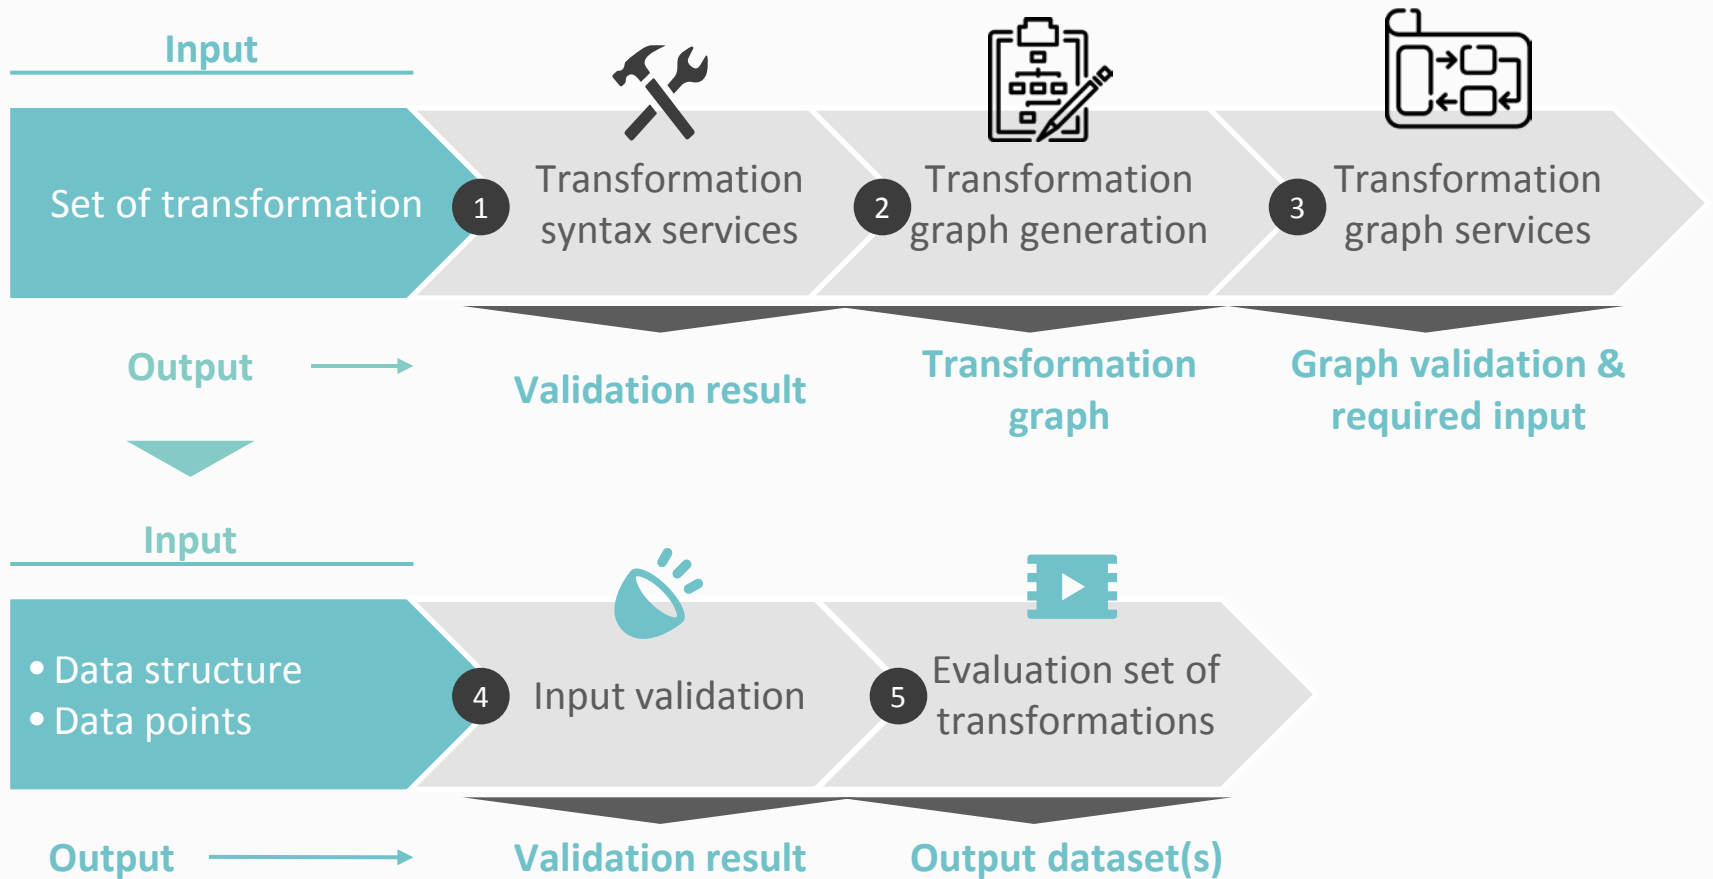 Input
Set of transformation
1
Transformation
syntax services
2
Transformation
graph generation
3
Transformation
graph services
Output
Validation result
Transformation
graph
Graph validation &
required input
Input
• Data structure
• Data points
4
Input validation
5
Evaluation set of
transformations
Output
Validation result
Output dataset(s)